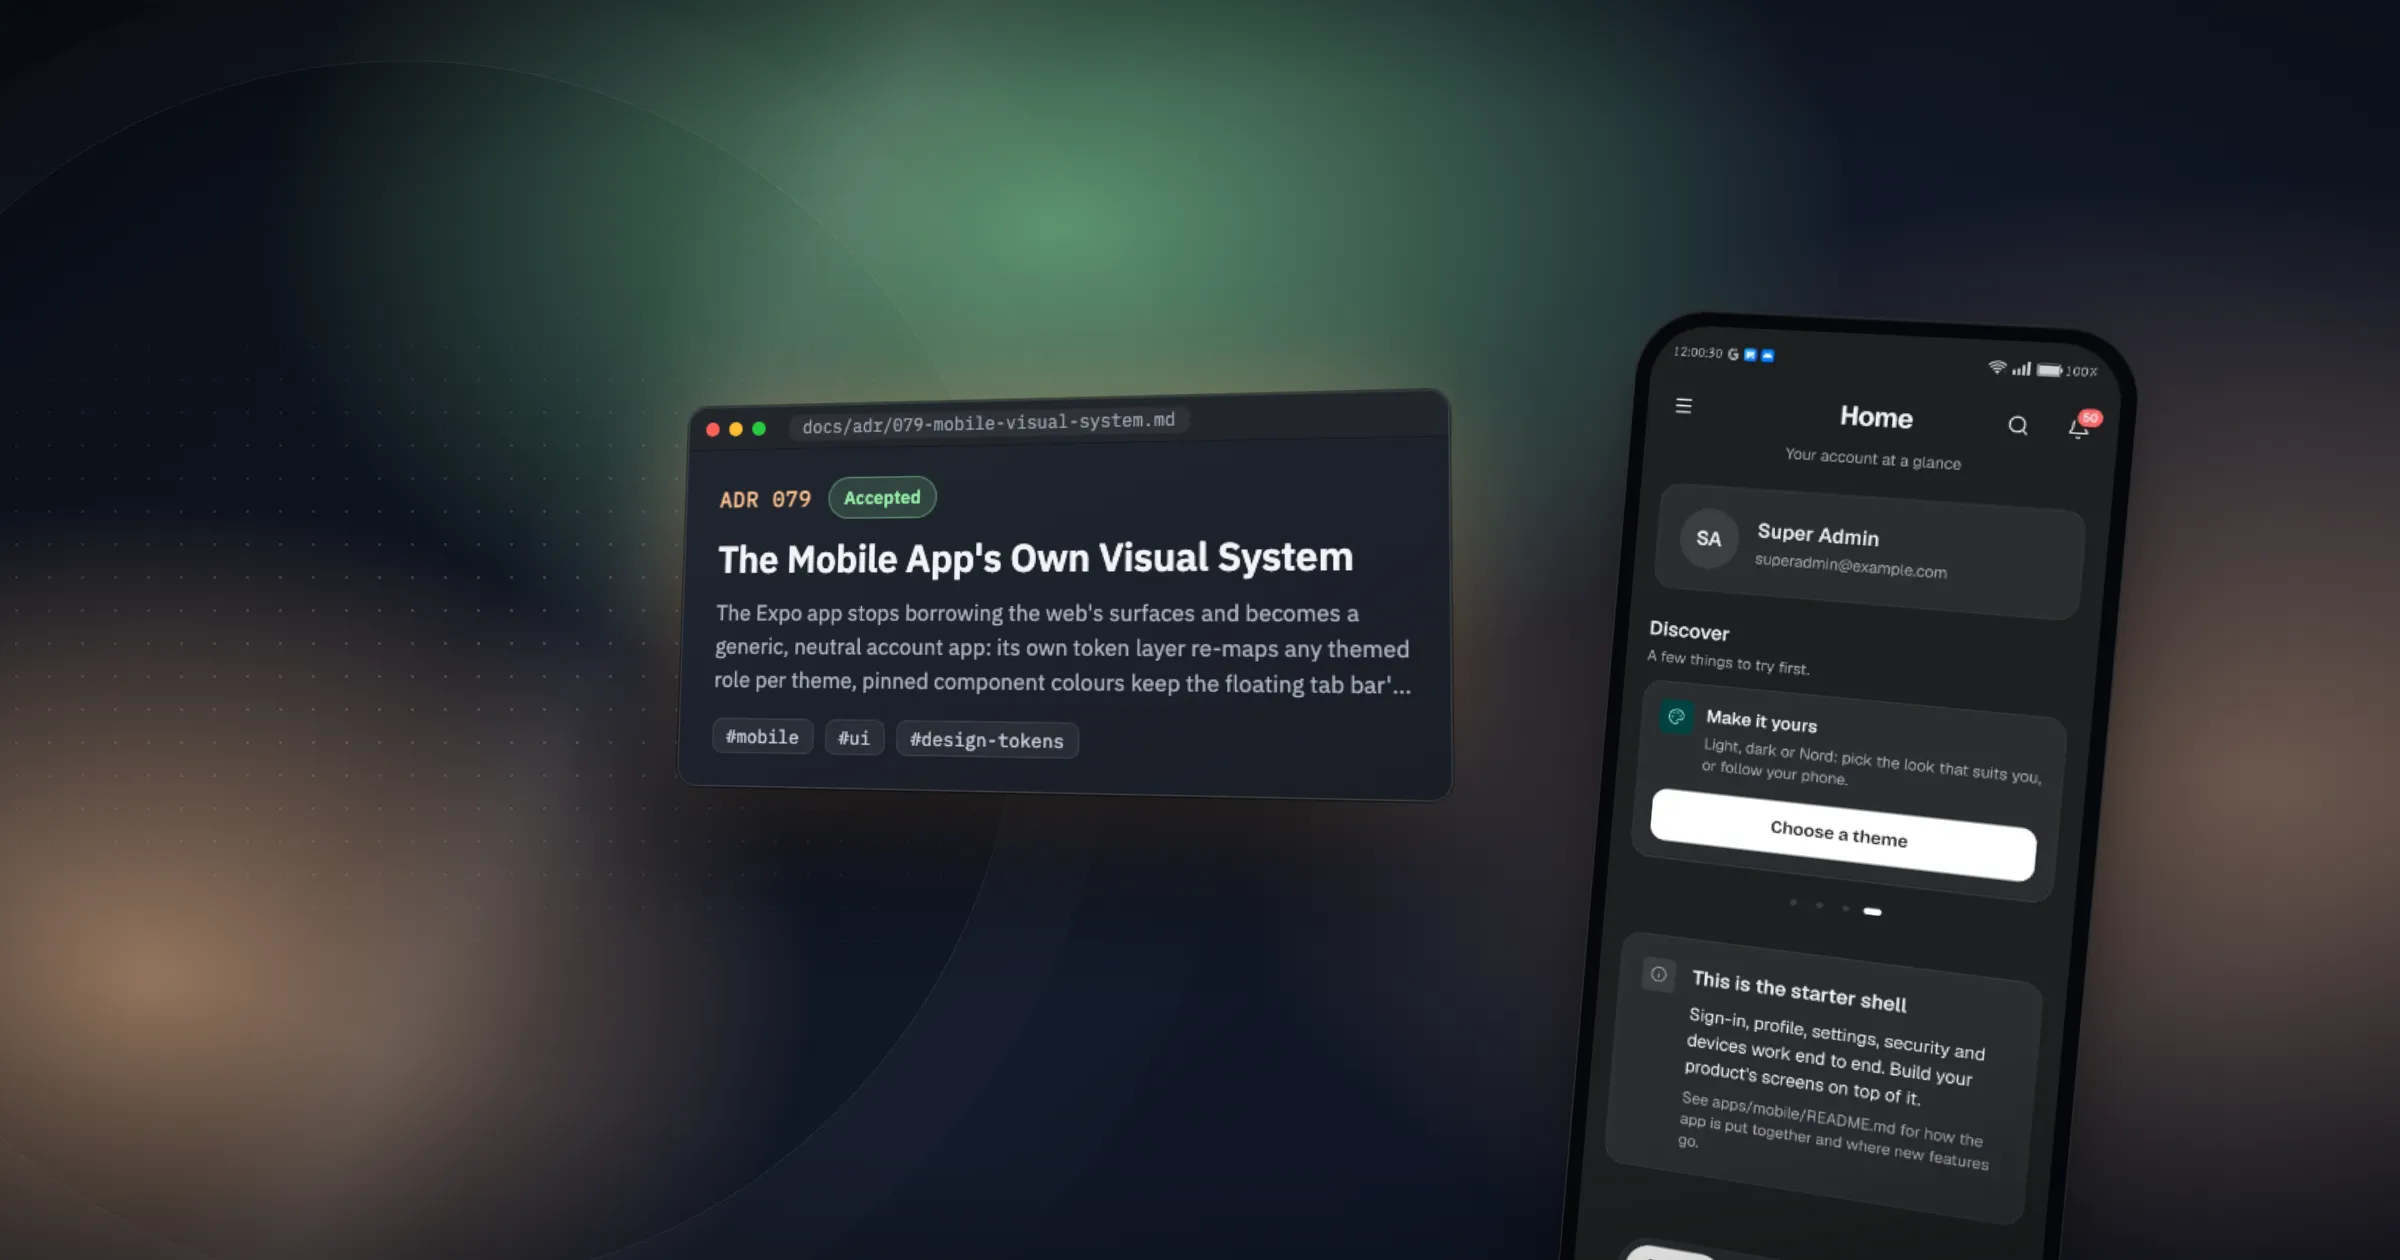 docs/adr/079-mobile-visual-system.md
ADR 079
Accepted
The Mobile App's Own Visual System
The Expo app stops borrowing the web's surfaces and becomes a
generic, neutral account app: its own token layer re-maps any themed
role per theme, pinned component colours keep the floating tab bar'...
#mobile
#ui
#design-tokens
12:00:30
100%
Home
50
Your account at a glance
SA
Super Admin
superadmin@example.com
Discover
A few things to try first.
Make it yours
Light, dark or Nord: pick the look that suits you,
or follow your phone.
Choose a theme
This is the starter shell
Sign-in, profile, settings, security and
devices work end to end. Build your
product's screens on top of it.
See apps/mobile/README.md for how the
app is put together and where new features
go.